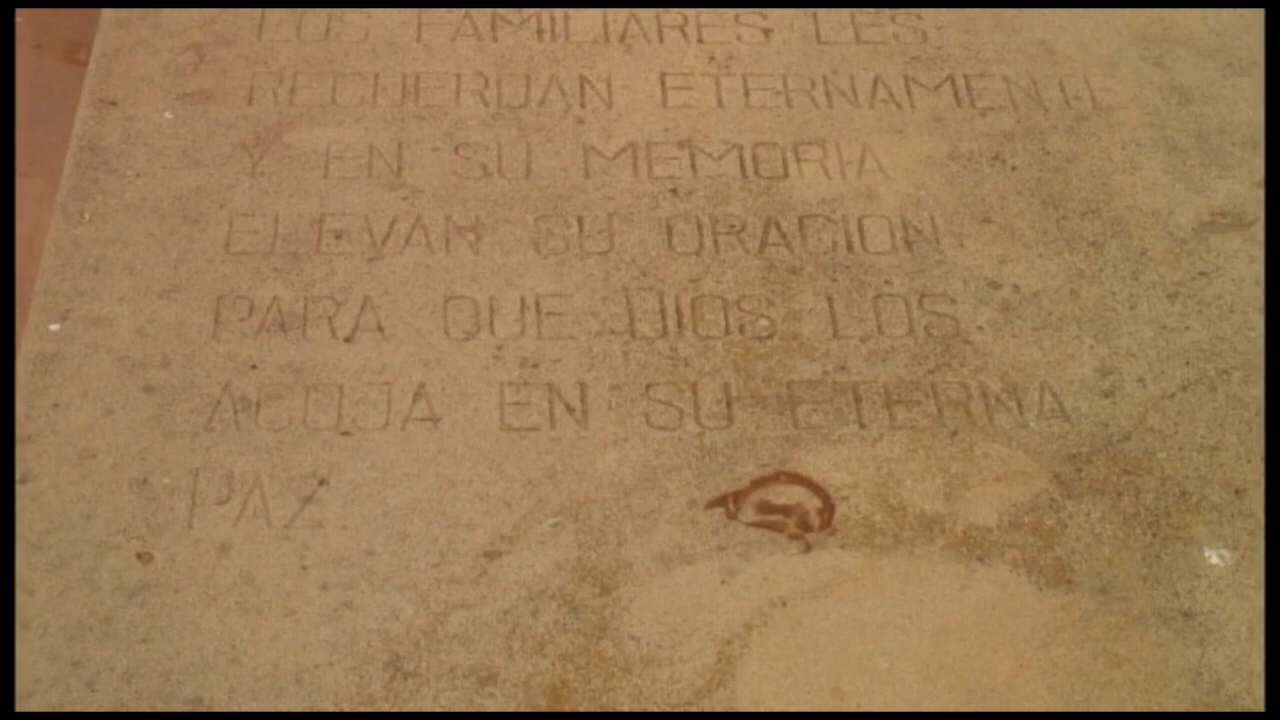 LOS FAMILIARES LES
RECUERDAN ETERNAMENTE
Y EN SU MEMORIA
ELEVAN SU ORACION
PARA QUE DIOS LOS
ACOJA EN SU ETERNA
PAZ